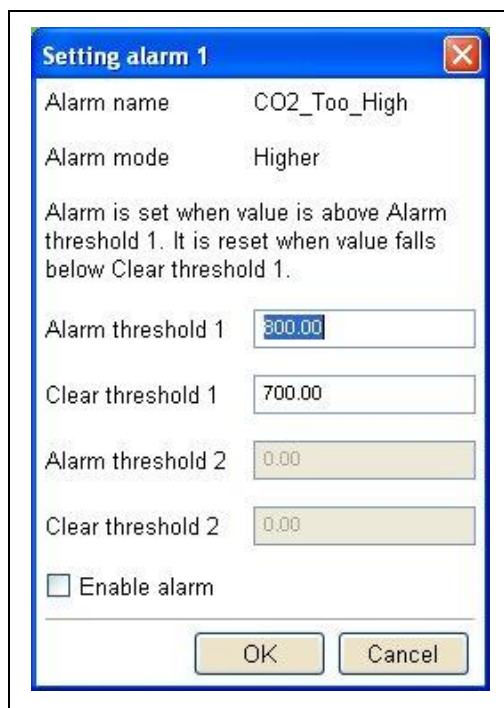 Setting alarm 1
Alarm name CO2_Too_High
Alarm mode Higher
Alarm is set when value is above Alarm
threshold 1. It is reset when value falls
below Clear threshold 1.
Alarm threshold 1 800.00
Clear threshold 1 700.00
Alarm threshold 2 0.00
Clear threshold 2 0.00
Enable alarm
OK Cancel